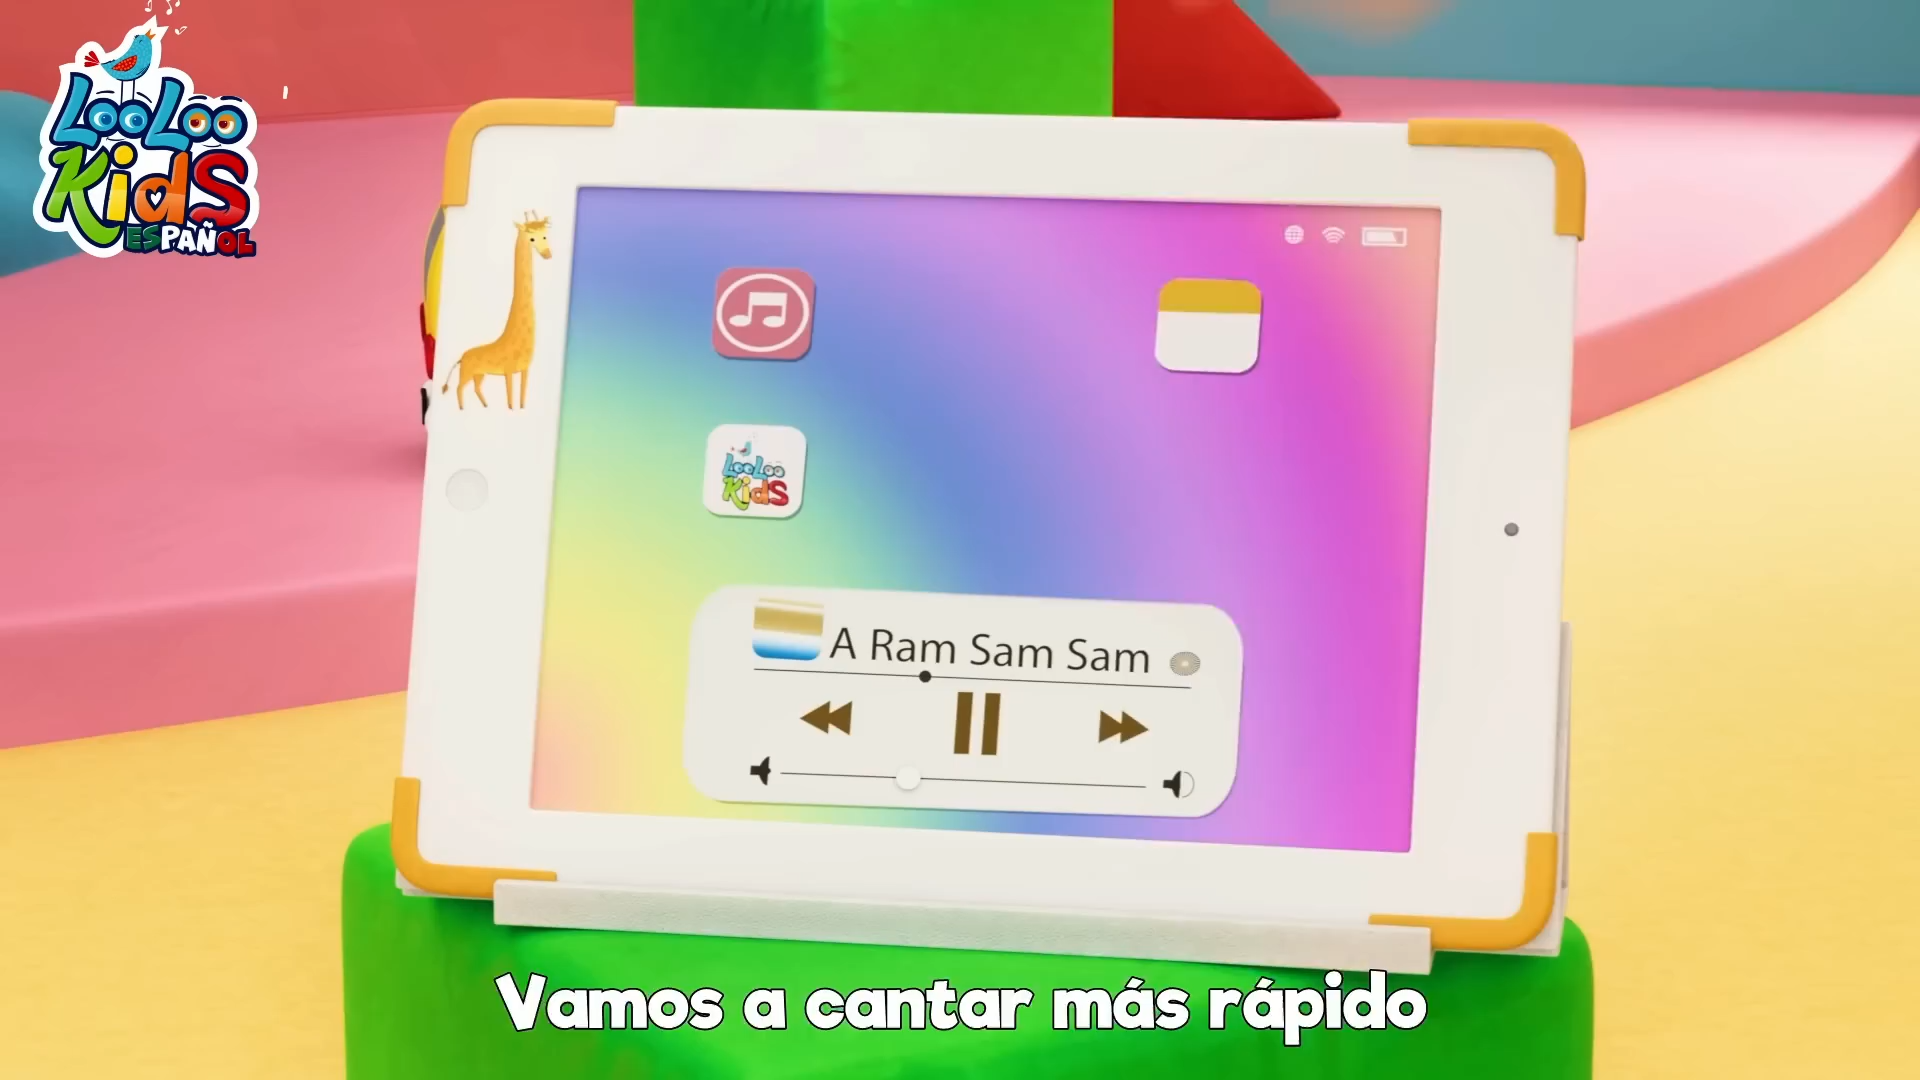 LooLoo
Kids
ESPAÑOL
LooLoo
Kids
A Ram Sam Sam
Vamos a cantar más rápido